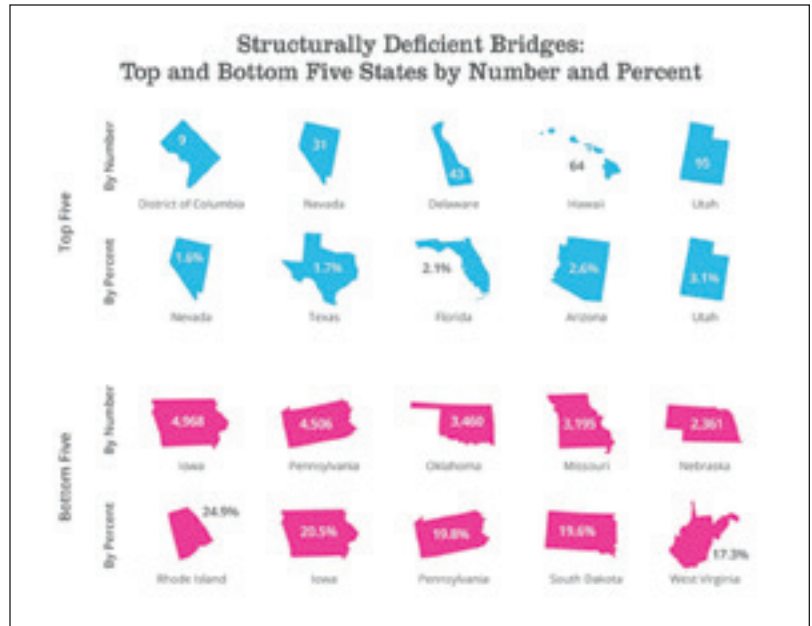 Structurally Deficient Bridges:
Top and Bottom Five States by Number and Percent
Top Five
By Number
9
District of Columbia
31
Nevada
43
Delaware
64
Hawaii
95
Utah
By Percent
1.6%
Nevada
1.7%
Texas
2.1%
Florida
2.6%
Arizona
3.1%
Utah
Bottom Five
By Number
4,968
Iowa
4,506
Pennsylvania
3,460
Oklahoma
3,195
Missouri
2,361
Nebraska
By Percent
24.9%
Rhode Island
20.5%
Iowa
19.8%
Pennsylvania
19.6%
South Dakota
17.3%
West Virginia